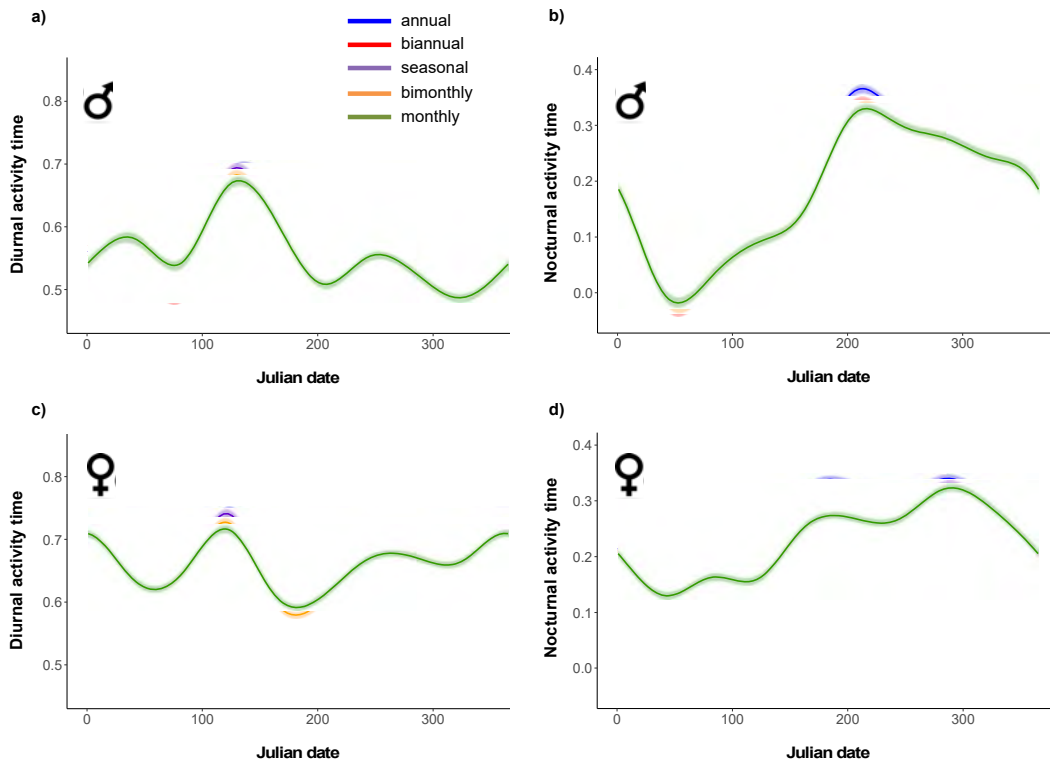 a)
annual
biannual
seasonal
bimonthly
monthly
Diurnal activity time
0.8
0.7
0.6
0.5
0
100
200
300
Julian date
b)
Nocturnal activity time
0.4
0.3
0.2
0.1
0.0
0
100
200
300
Julian date
c)
Diurnal activity time
0.8
0.7
0.6
0.5
0
100
200
300
Julian date
d)
Nocturnal activity time
0.4
0.3
0.2
0.1
0.0
0
100
200
300
Julian date